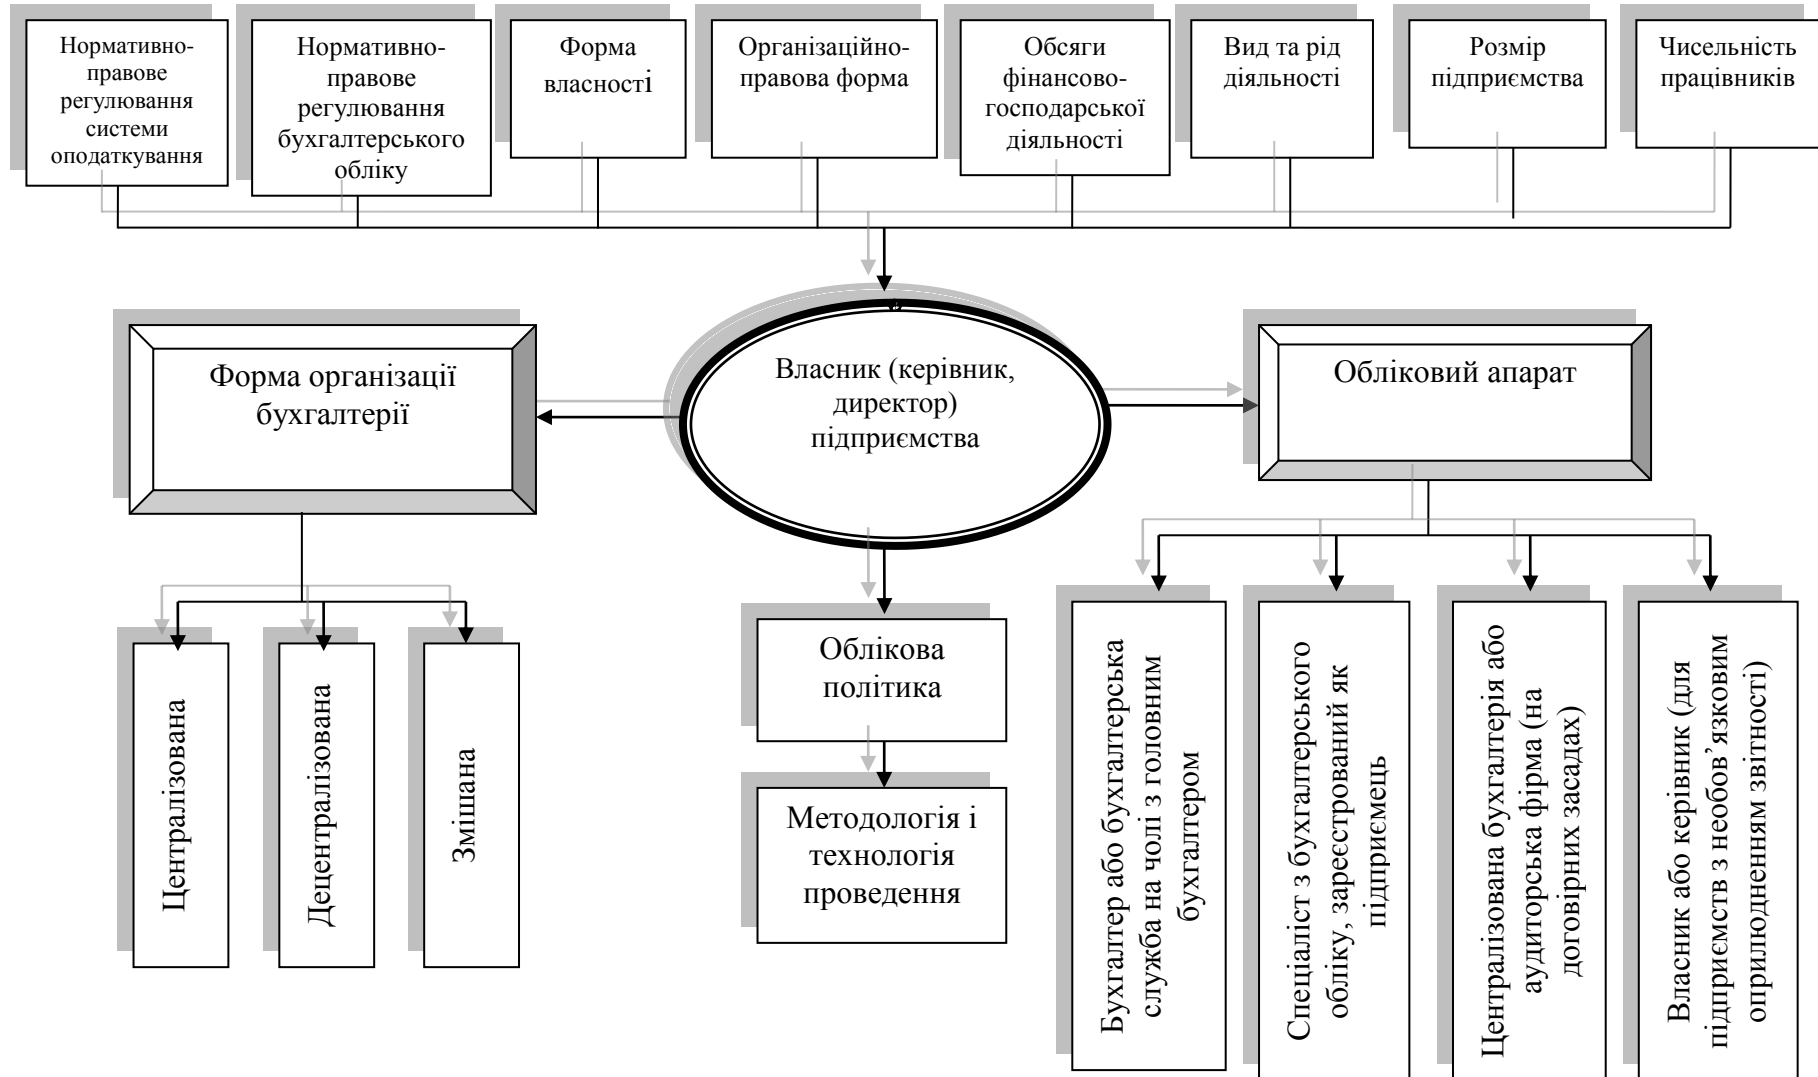 Нормативно-
правове
регулювання
системи
оподаткування
Нормативно-
правове
регулювання
бухгалтерського
обліку
Форма
власності
Організаційно-
правова форма
Обсяги
фінансово-
господарської
діяльності
Вид та рід
діяльності
Розмір
підприємства
Чисельність
працівників
Форма організації
бухгалтерії
Власник (керівник,
директор)
підприємства
Обліковий апарат
Централізована
Децентралізована
Змішана
Облікова
політика
Методологія і
технологія
проведення
Бухгалтер або бухгалтерська
служба на чолі з головним
бухгалтером
Спеціаліст з бухгалтерського
обліку, зареєстрований як
підприємець
Централізована бухгалтерія або
аудиторська фірма (на
договірних засадах)
Власник або керівник (для
підприємств з необов’язковим
оприлюдненням звітності)